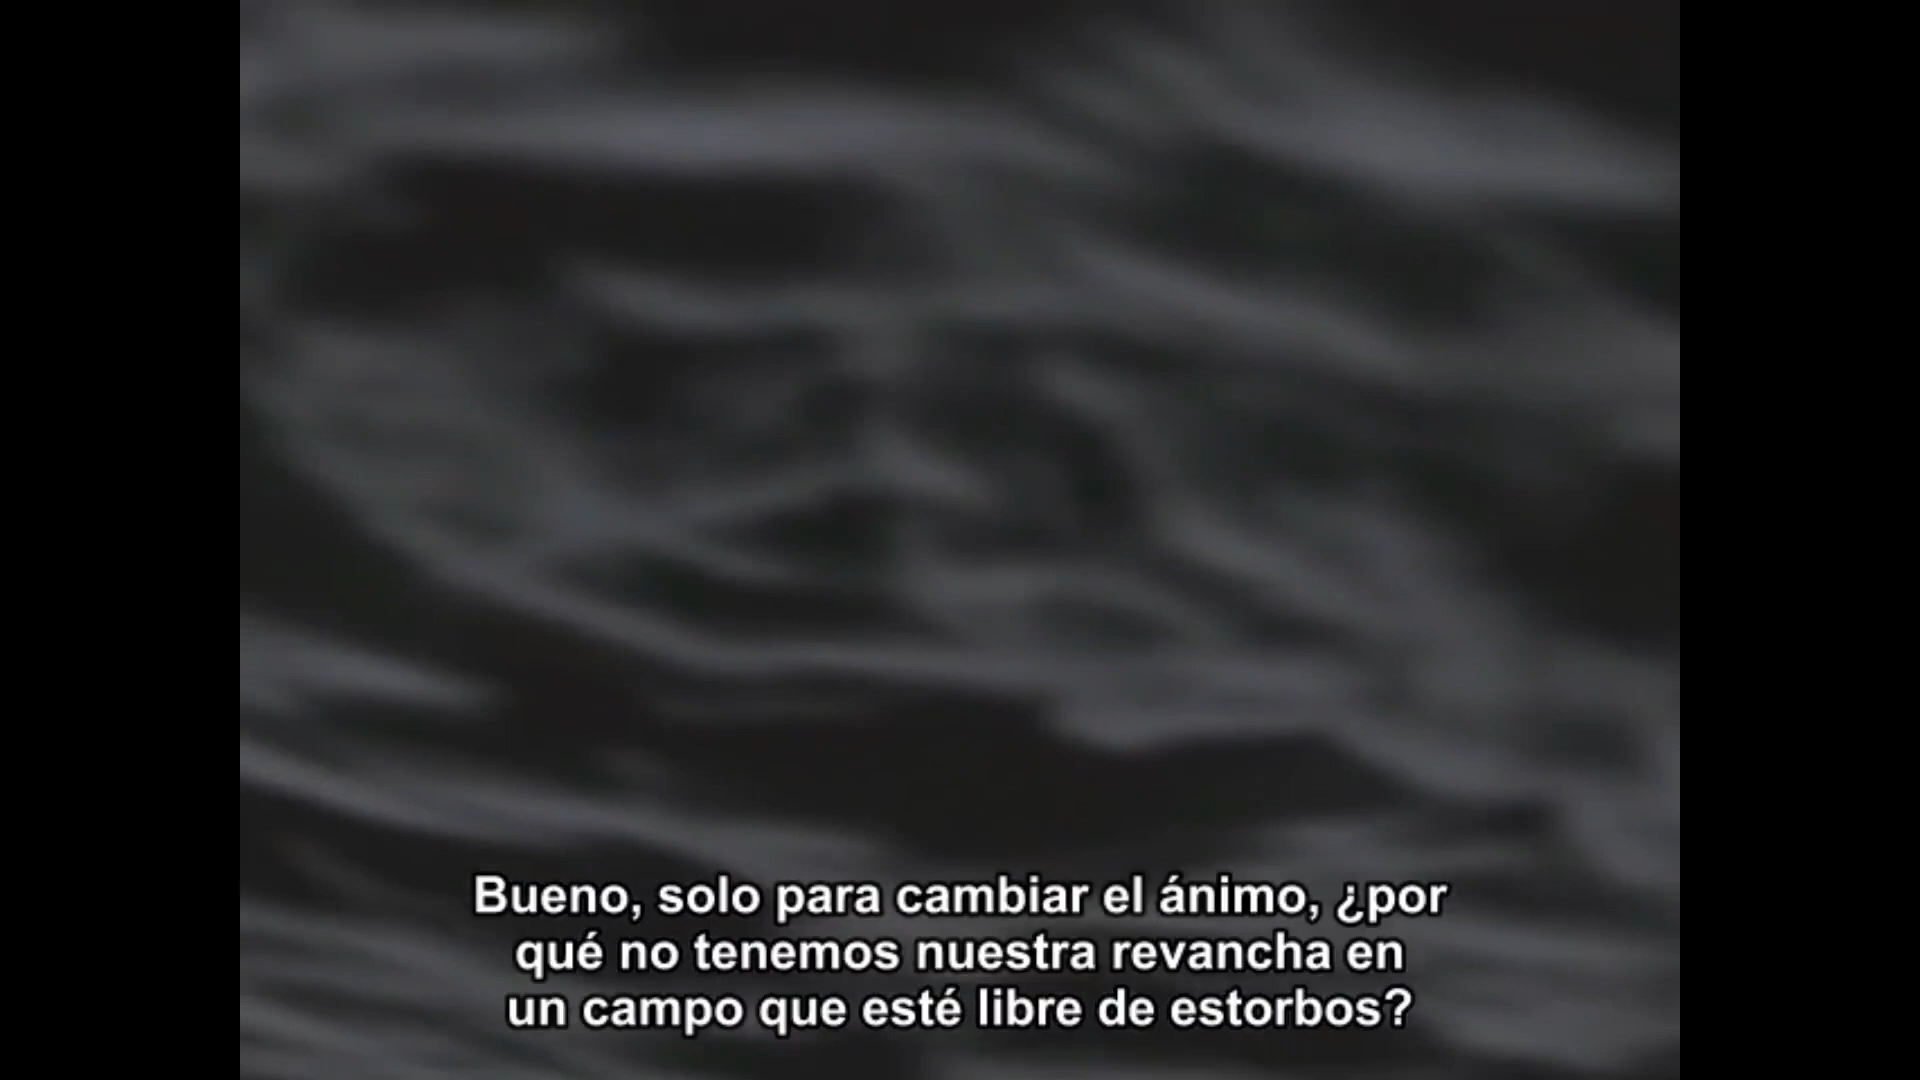 Bueno, solo para cambiar el ánimo, ¿por
qué no tenemos nuestra revancha en
un campo que esté libre de estorbos?